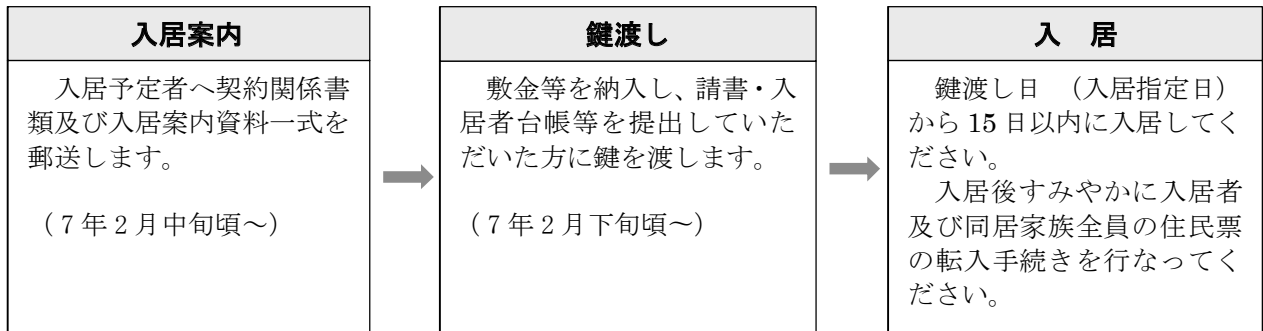 入居案内
入居予定者へ契約関係書
類及び入居案内資料一式を
郵送します。
（7年2月中旬頃～）
鍵渡し
敷金等を納入し、請書・入
居者台帳等を提出していた
だいた方に鍵を渡します。
（7年2月下旬頃～）
入　居
鍵渡し日　（入居指定日）
から 15 日以内に入居してく
ださい。
入居後すみやかに入居者
及び同居家族全員の住民票
の転入手続きを行なってく
ださい。